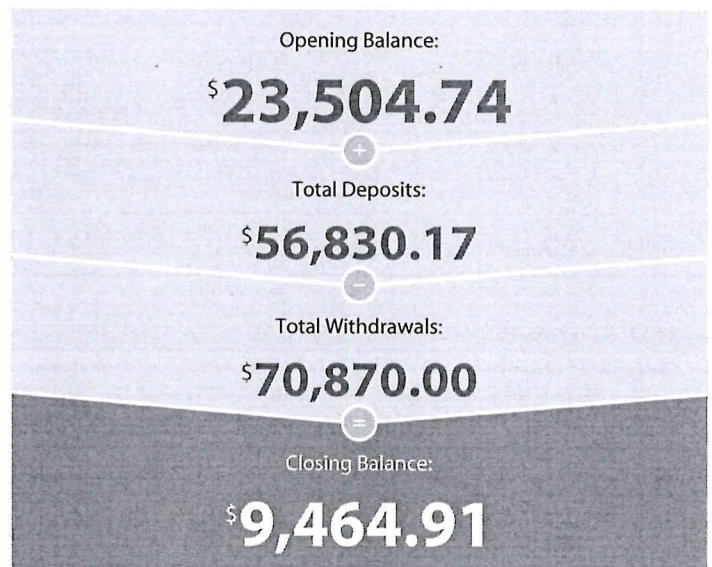 Opening Balance:
$23,504.74
+
Total Deposits:
$56,830.17
−
Total Withdrawals:
$70,870.00
=
Closing Balance:
$9,464.91